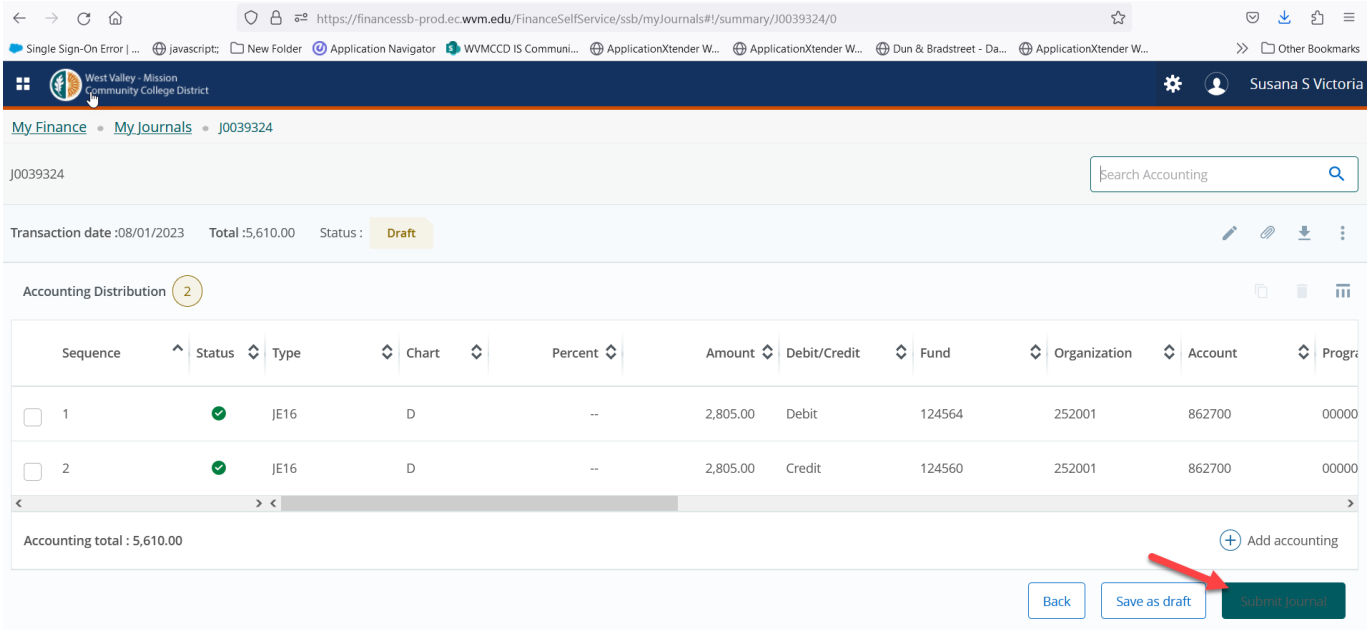 https://financessb-prod.ec.wvm.edu/FinanceSelfService/ssb/myJournals#!/summary/J0039324/0
Single Sign-On Error | ... javascript:; New Folder Application Navigator WVMCCD IS Communi... ApplicationXtender W... ApplicationXtender W... Dun & Bradstreet - Da... ApplicationXtender W... Other Bookmarks
West Valley - Mission
Community College District
Susana S Victoria
My Finance • My Journals • J0039324
J0039324
Search Accounting
Transaction date :08/01/2023 Total :5,610.00 Status : Draft
Accounting Distribution 2
Sequence Status Type Chart Percent Amount Debit/Credit Fund Organization Account Progra
1 JE16 D -- 2,805.00 Debit 124564 252001 862700 00000
2 JE16 D -- 2,805.00 Credit 124560 252001 862700 00000
Accounting total : 5,610.00
Add accounting
Back Save as draft Submit Journal